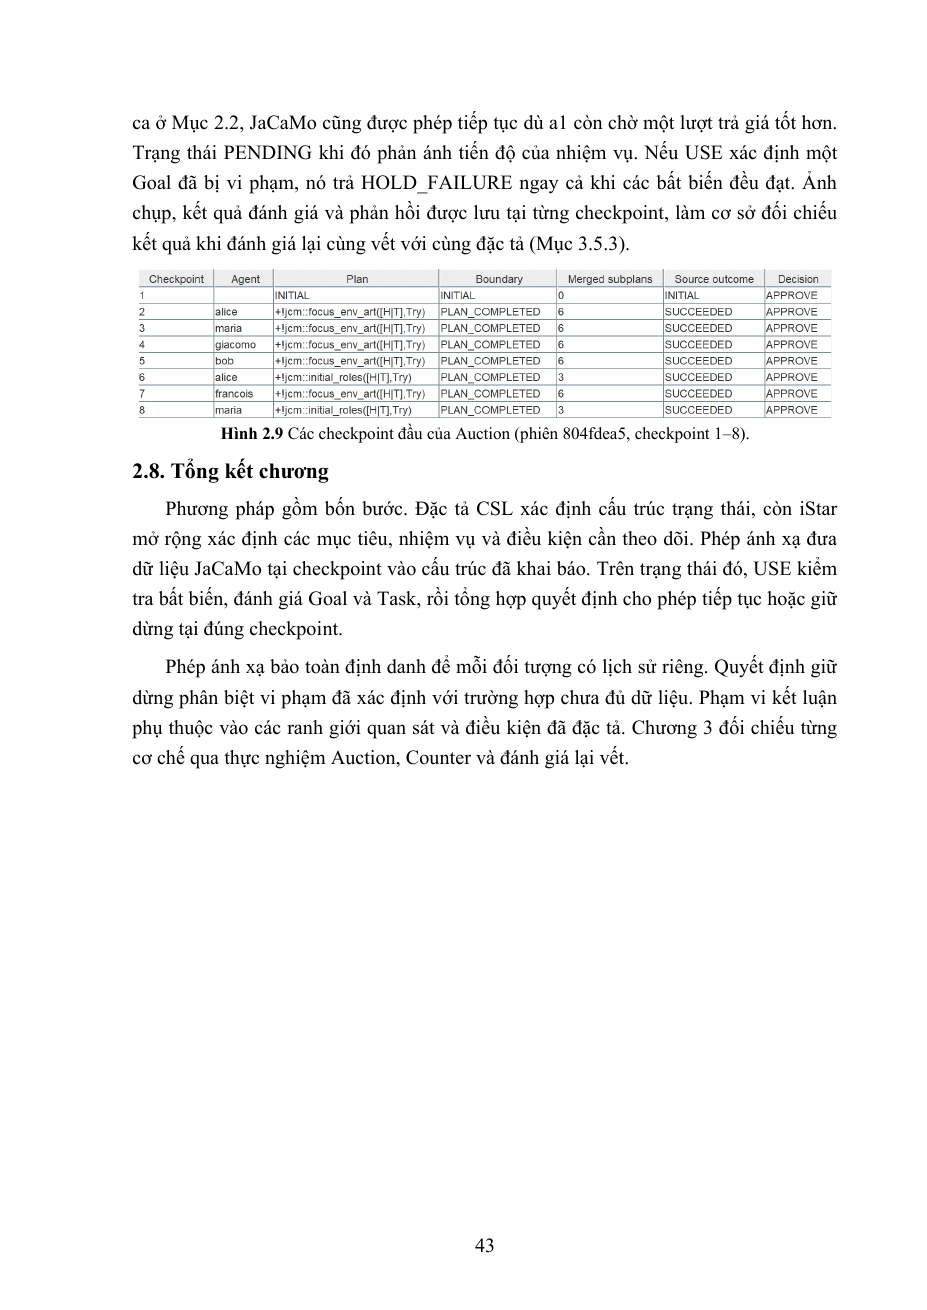 ca ở Mục 2.2, JaCaMo cũng được phép tiếp tục dù a1 còn chờ một lượt trả giá tốt hơn.
Trạng thái PENDING khi đó phản ánh tiến độ của nhiệm vụ. Nếu USE xác định một
Goal đã bị vi phạm, nó trả HOLD_FAILURE ngay cả khi các bất biến đều đạt. Ảnh
chụp, kết quả đánh giá và phản hồi được lưu tại từng checkpoint, làm cơ sở đối chiếu
kết quả khi đánh giá lại cùng vết với cùng đặc tả (Mục 3.5.3).
Checkpoint Agent Plan Boundary Merged subplans Source outcome Decision
1 INITIAL INITIAL 0 INITIAL APPROVE
2 alice +!jcm::focus_env_art([H|T],Try) PLAN_COMPLETED 6 SUCCEEDED APPROVE
3 maria +!jcm::focus_env_art([H|T],Try) PLAN_COMPLETED 6 SUCCEEDED APPROVE
4 giacomo +!jcm::focus_env_art([H|T],Try) PLAN_COMPLETED 6 SUCCEEDED APPROVE
5 bob +!jcm::focus_env_art([H|T],Try) PLAN_COMPLETED 6 SUCCEEDED APPROVE
6 alice +!jcm::initial_roles([H|T],Try) PLAN_COMPLETED 3 SUCCEEDED APPROVE
7 francois +!jcm::focus_env_art([H|T],Try) PLAN_COMPLETED 6 SUCCEEDED APPROVE
8 maria +!jcm::initial_roles([H|T],Try) PLAN_COMPLETED 3 SUCCEEDED APPROVE
Hình 2.9 Các checkpoint đầu của Auction (phiên 804fdea5, checkpoint 1–8).
2.8. Tổng kết chương
Phương pháp gồm bốn bước. Đặc tả CSL xác định cấu trúc trạng thái, còn iStar
mở rộng xác định các mục tiêu, nhiệm vụ và điều kiện cần theo dõi. Phép ánh xạ đưa
dữ liệu JaCaMo tại checkpoint vào cấu trúc đã khai báo. Trên trạng thái đó, USE kiểm
tra bất biến, đánh giá Goal và Task, rồi tổng hợp quyết định cho phép tiếp tục hoặc giữ
dừng tại đúng checkpoint.
Phép ánh xạ bảo toàn định danh để mỗi đối tượng có lịch sử riêng. Quyết định giữ
dừng phân biệt vi phạm đã xác định với trường hợp chưa đủ dữ liệu. Phạm vi kết luận
phụ thuộc vào các ranh giới quan sát và điều kiện đã đặc tả. Chương 3 đối chiếu từng
cơ chế qua thực nghiệm Auction, Counter và đánh giá lại vết.
43